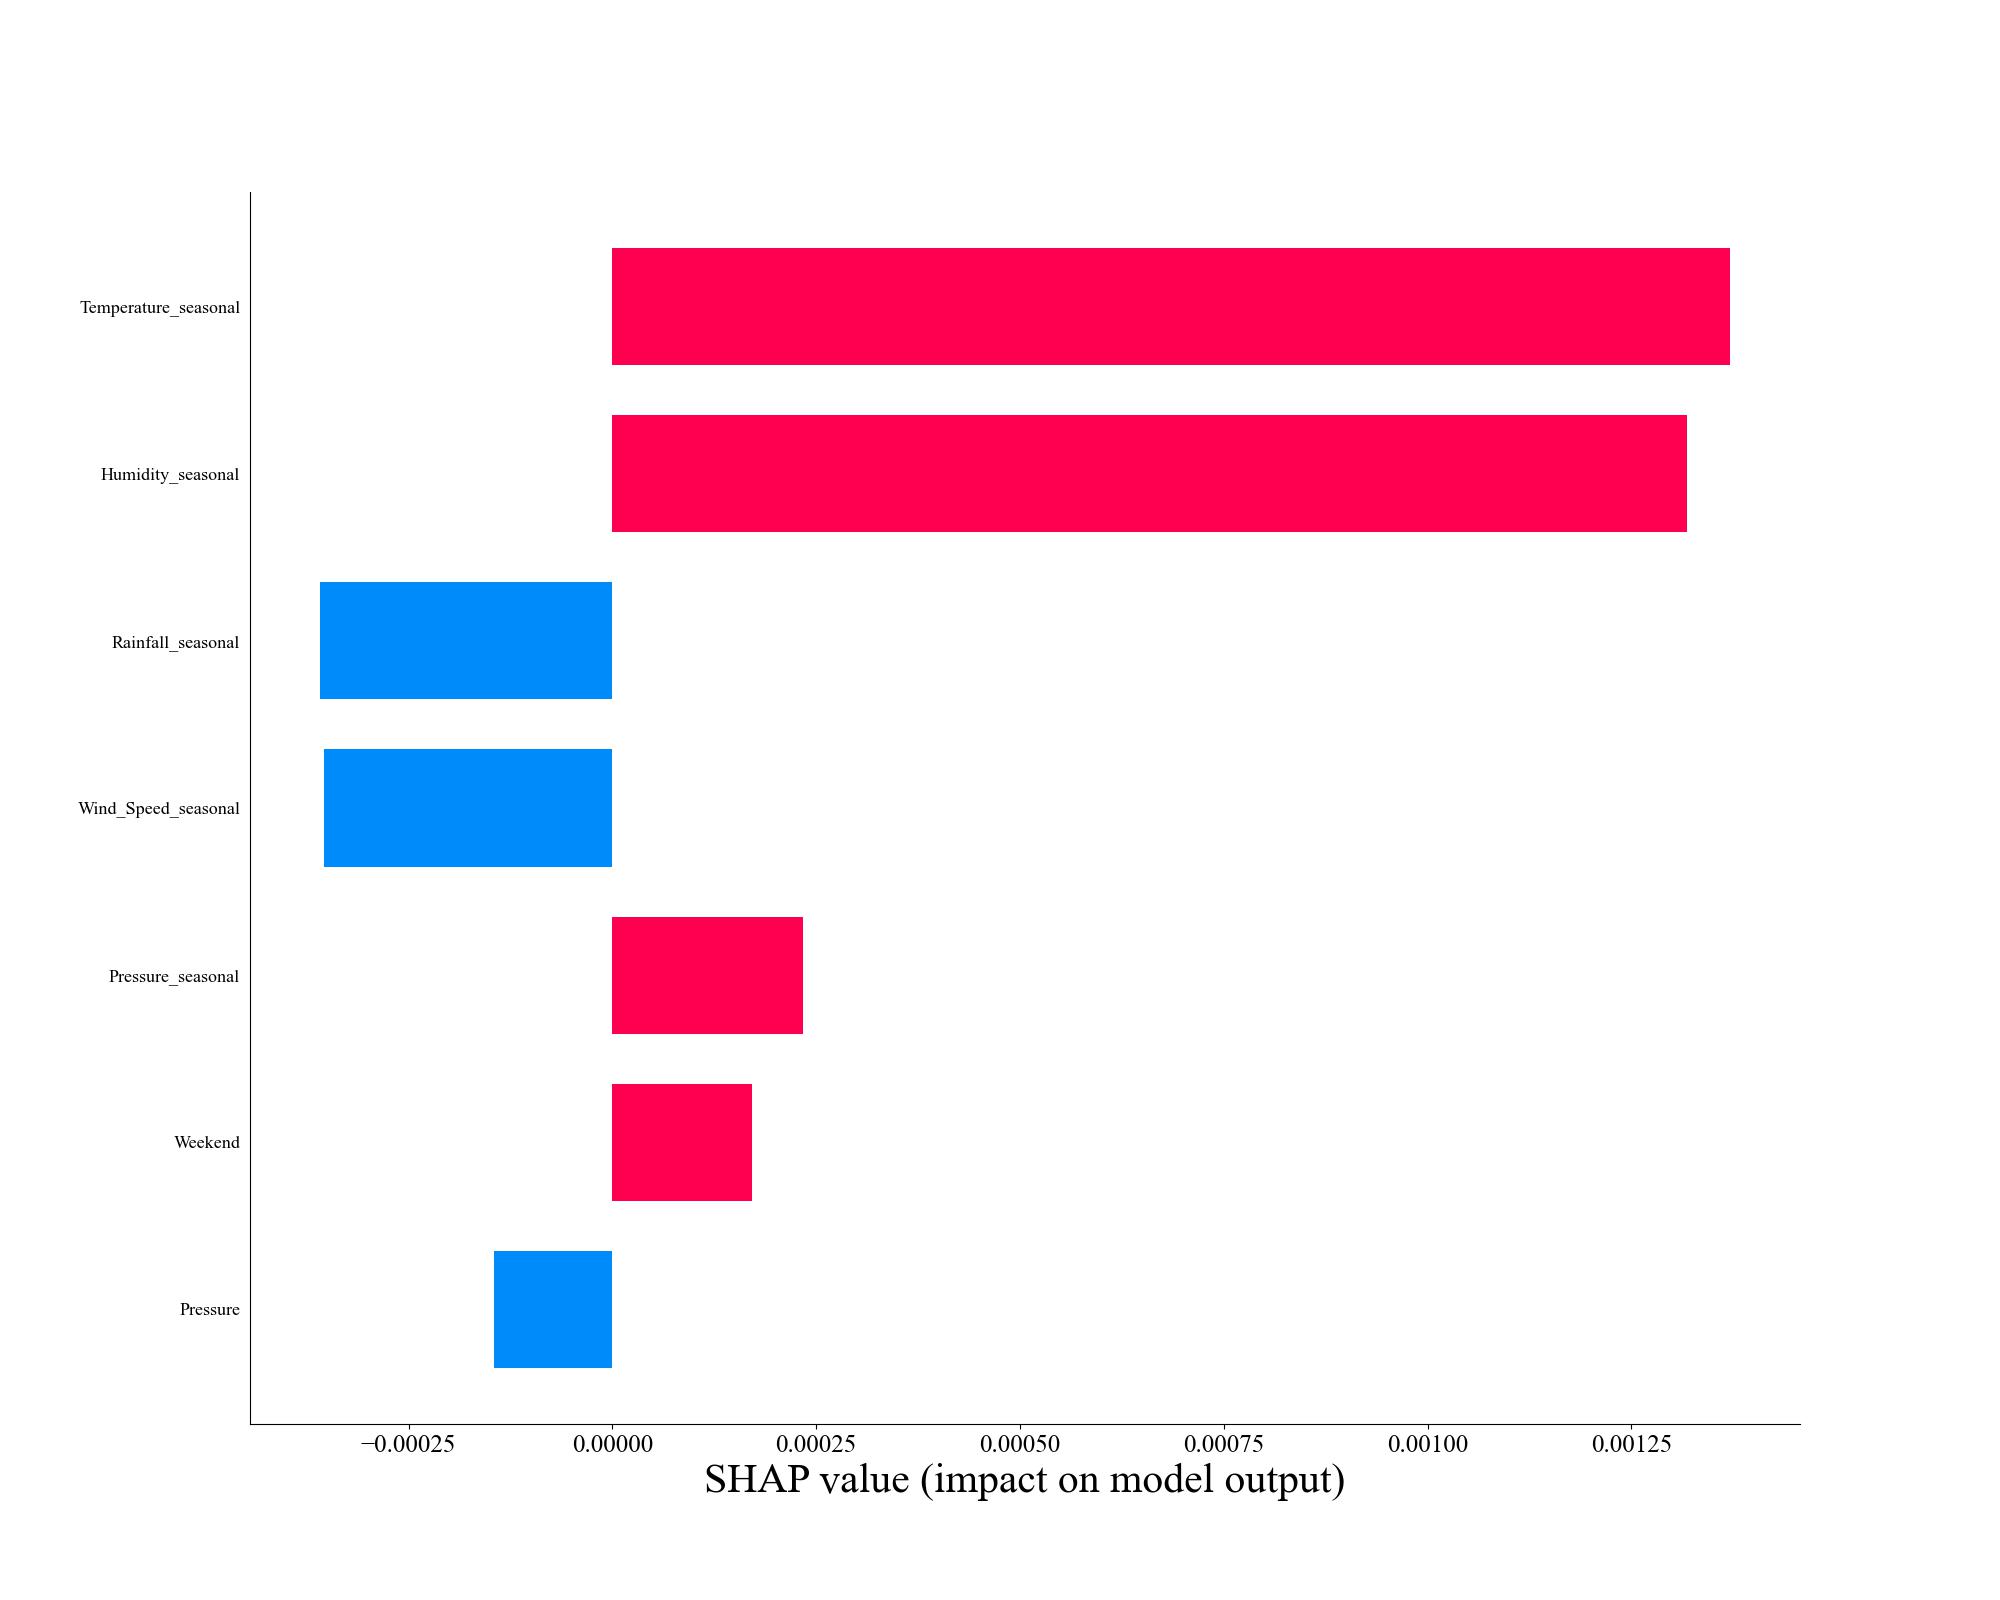 Temperature_seasonal
Humidity_seasonal
Rainfall_seasonal
Wind_Speed_seasonal
Pressure_seasonal
Weekend
Pressure
−0.00025 0.00000 0.00025 0.00050 0.00075 0.00100 0.00125
SHAP value (impact on model output)